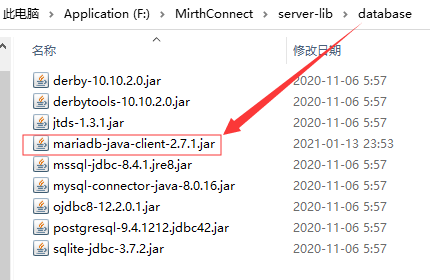 此电脑 > Application (F:) > MirthConnect > server-lib > database
名称 修改日期
derby-10.10.2.0.jar 2020-11-06 5:57
derbytools-10.10.2.0.jar 2020-11-06 5:57
jtds-1.3.1.jar 2020-11-06 5:57
mariadb-java-client-2.7.1.jar 2021-01-13 23:53
mssql-jdbc-8.4.1.jre8.jar 2020-11-06 5:57
mysql-connector-java-8.0.16.jar 2020-11-06 5:57
ojdbc8-12.2.0.1.jar 2020-11-06 5:57
postgresql-9.4.1212.jdbc42.jar 2020-11-06 5:57
sqlite-jdbc-3.7.2.jar 2020-11-06 5:57